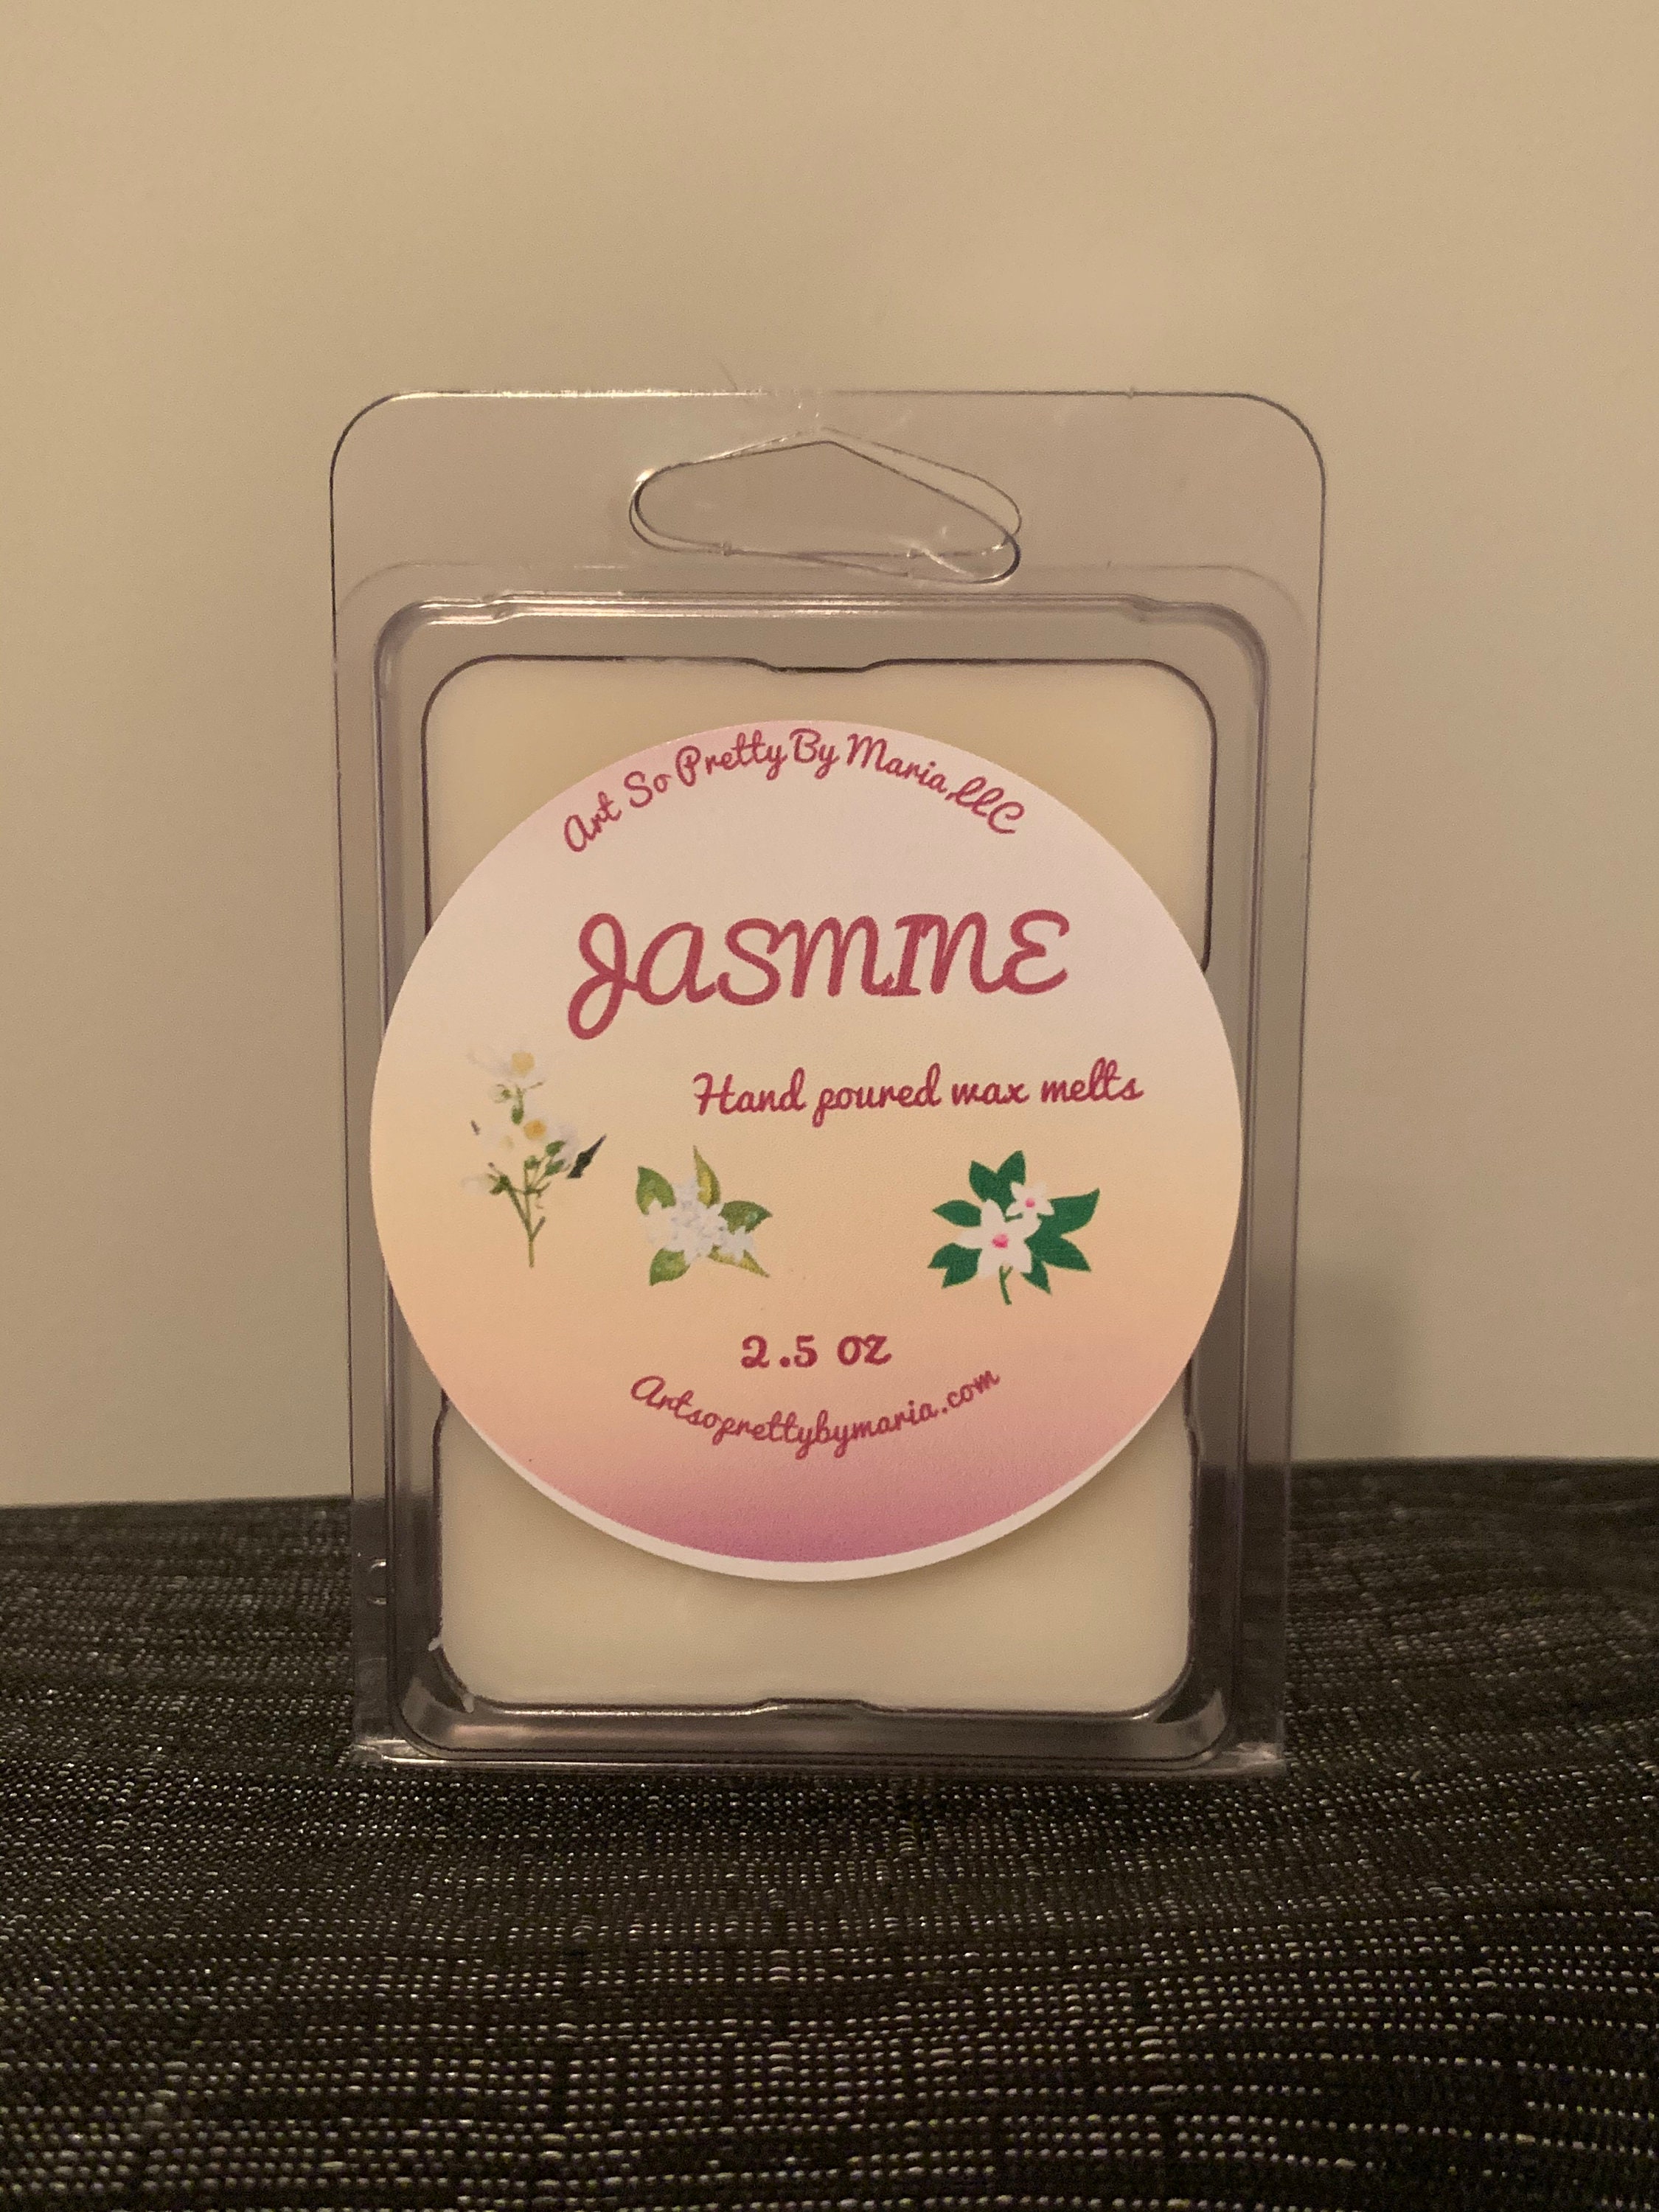 Art So Pretty By Maria, LLC
JASMINE
Hand poured wax melts
2.5 oz
Artsoprettybymaria.com